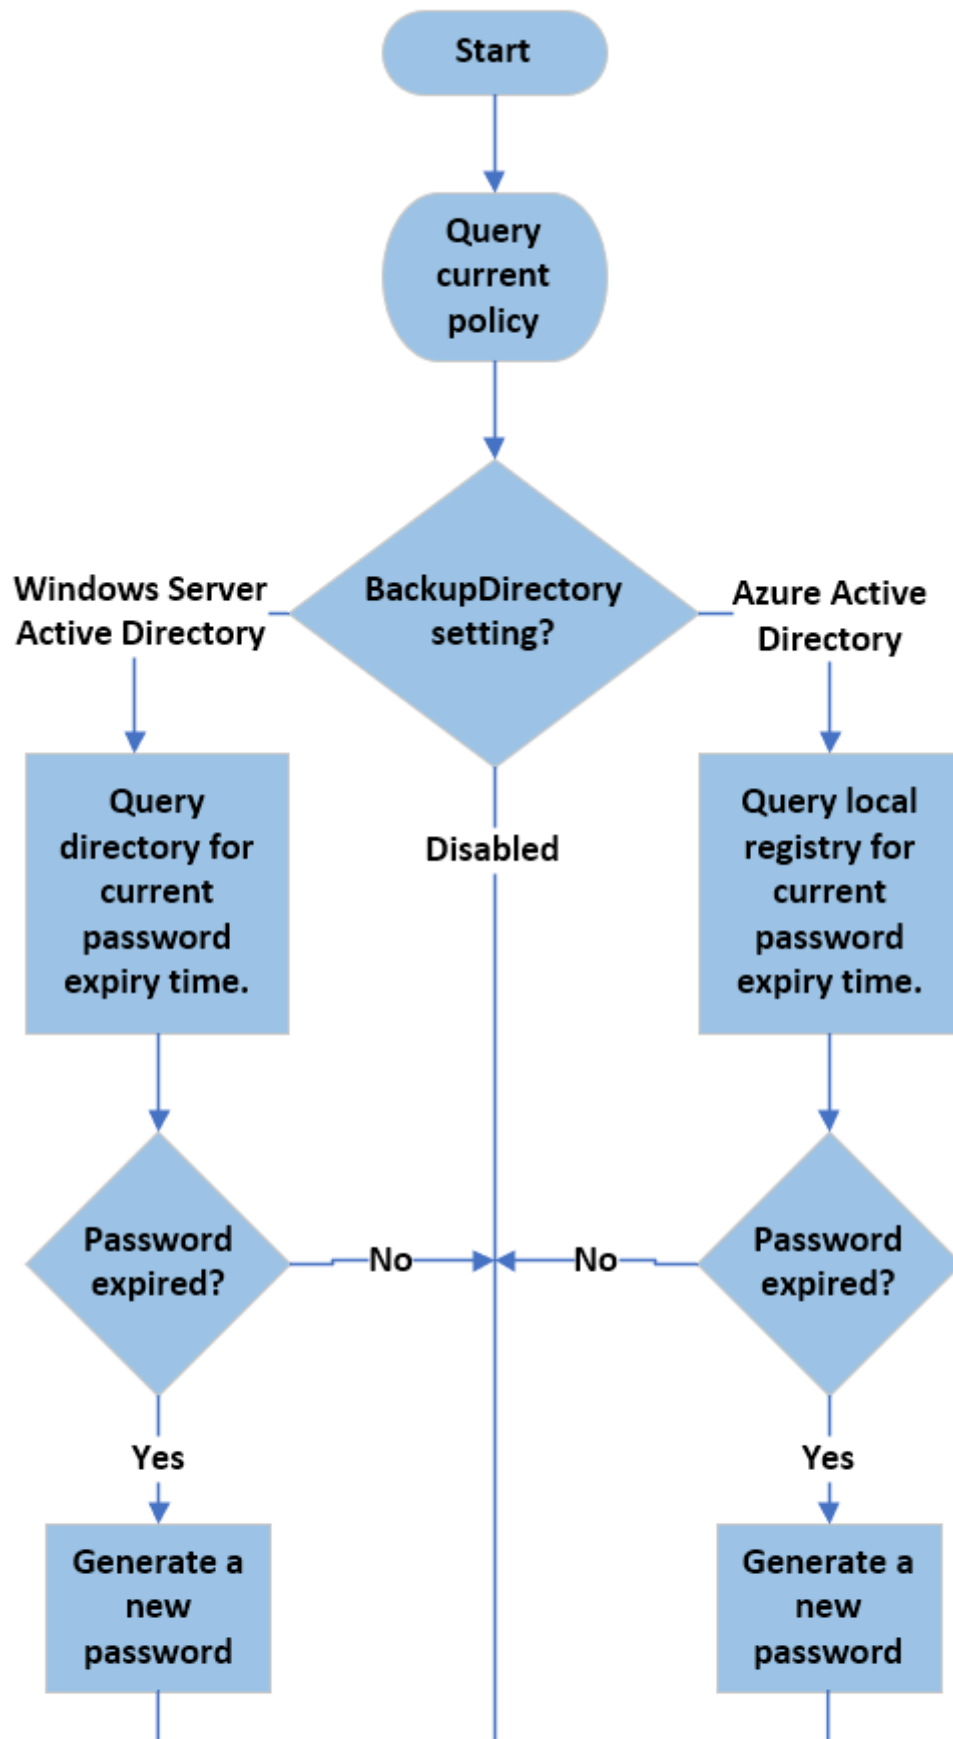 Start
Query
current
policy
BackupDirectory
setting?
Windows Server
Active Directory
Azure Active
Directory
Query
directory for
current
password
expiry time.
Disabled
Query local
registry for
current
password
expiry time.
Password
expired?
No
No
Password
expired?
Yes
Yes
Generate a
new
password
Generate a
new
password